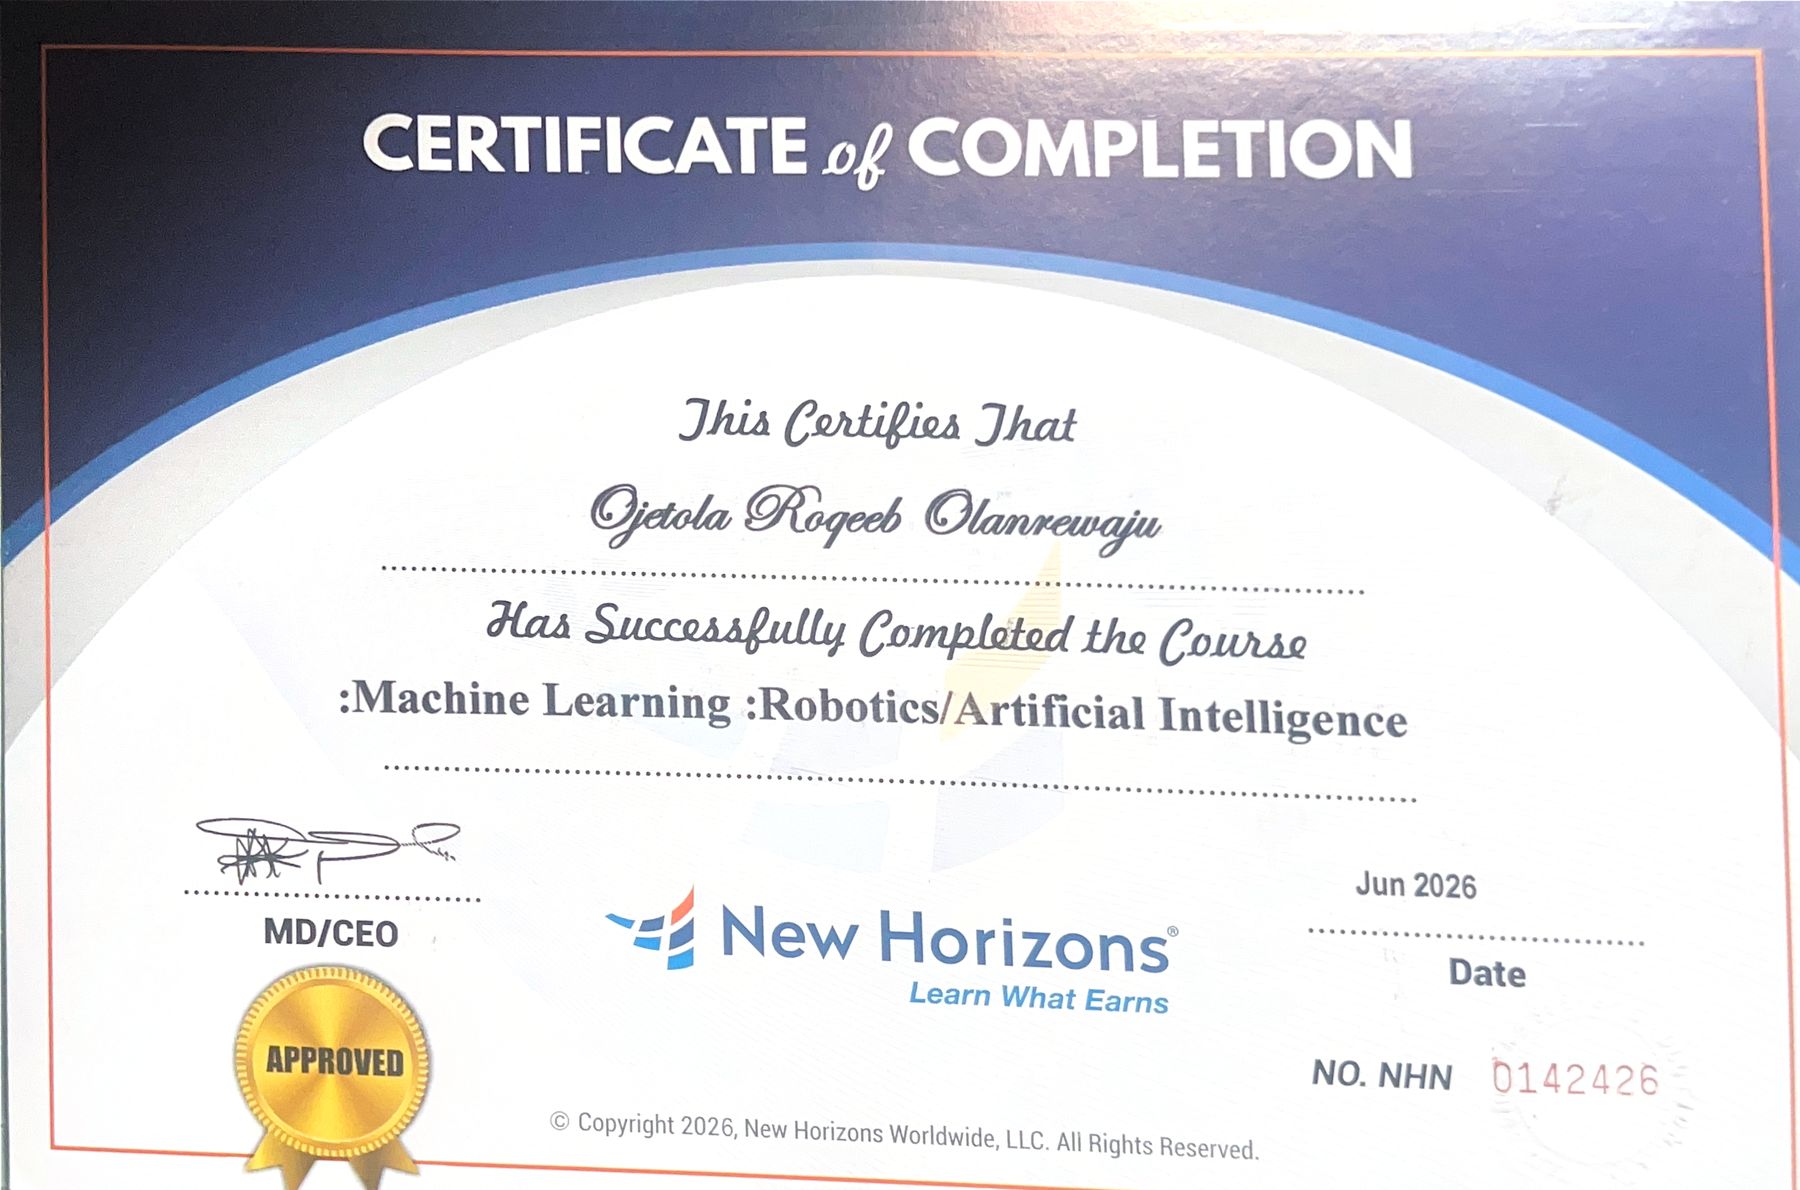 CERTIFICATE of COMPLETION
This Certifies That
Ojetola Roqeeb Olanrewaju
Has Successfully Completed the Course
:Machine Learning :Robotics/Artificial Intelligence
MD/CEO
APPROVED
New Horizons®
Learn What Earns
Jun 2026
Date
NO. NHN 0142426
© Copyright 2026, New Horizons Worldwide, LLC. All Rights Reserved.